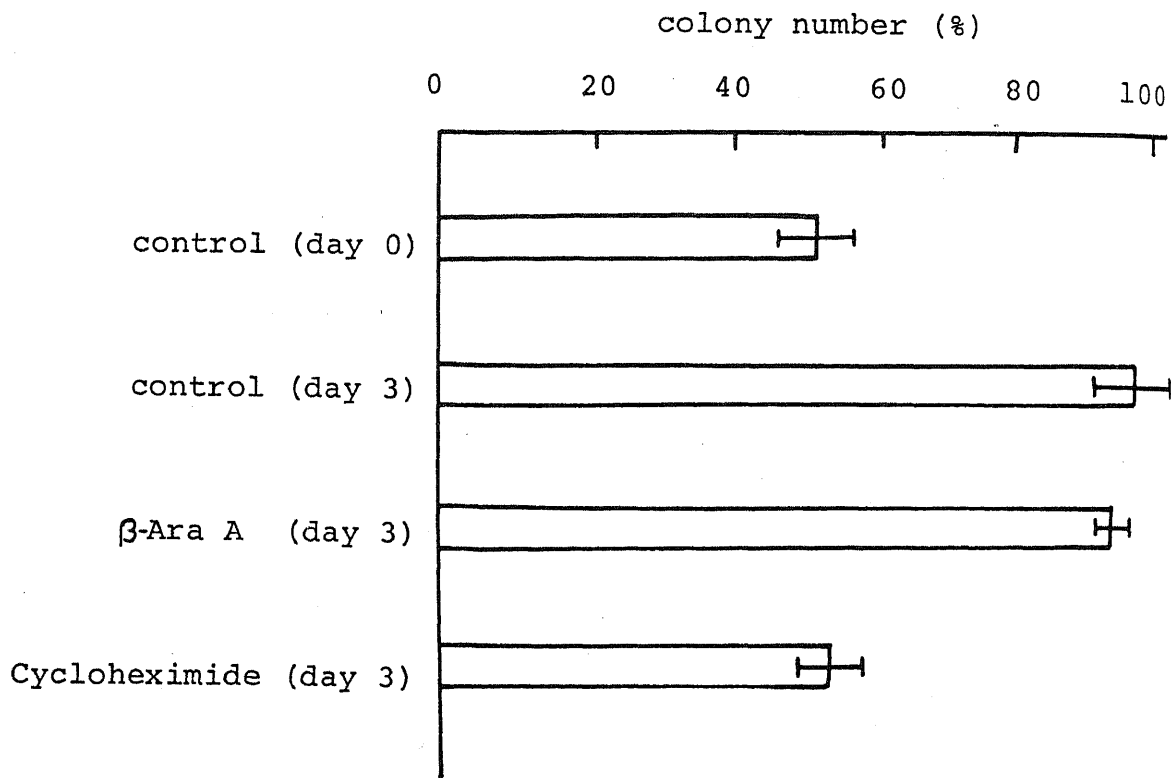 colony number (%)
0 20 40 60 80 100
control (day 0)
control (day 3)
β-Ara A (day 3)
Cycloheximide (day 3)